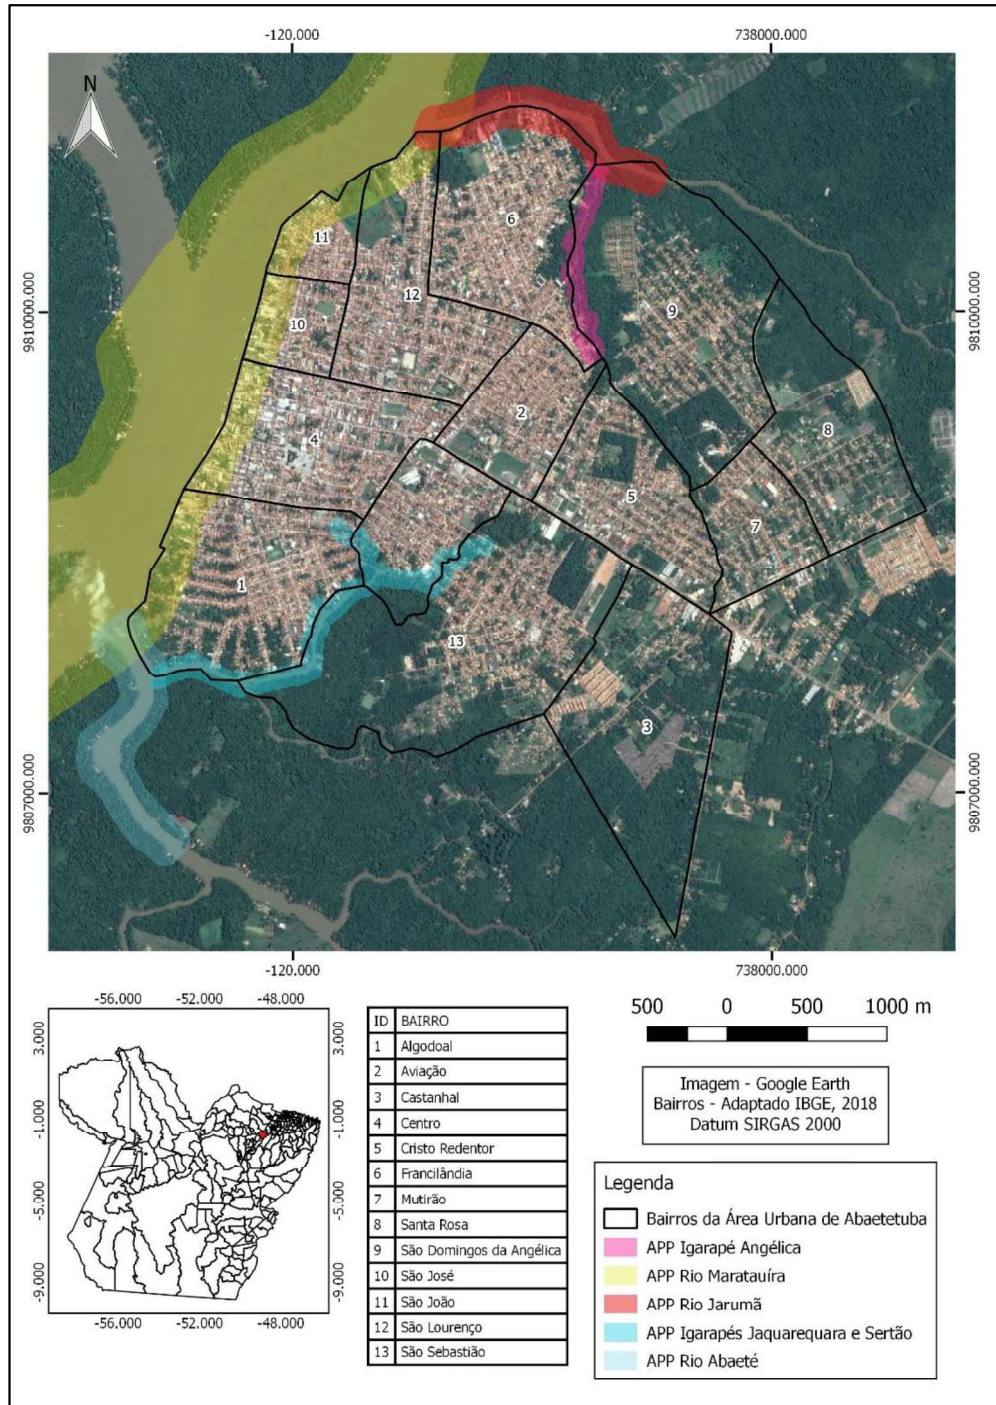 -120.000
738000.000
N
9810000.000
9810000.000
9807000.000
9807000.000
6
11
12
10
9
2
4
8
5
7
1
13
3
-120.000
738000.000
-56.000
-52.000
-48.000
3.000
-1.000
-5.000
-9.000
3.000
-1.000
-5.000
-9.000
-56.000
-52.000
-48.000
ID BAIRRO
1 Algodoal
2 Aviação
3 Castanhal
4 Centro
5 Cristo Redentor
6 Francilândia
7 Mutirão
8 Santa Rosa
9 São Domingos da Angélica
10 São José
11 São João
12 São Lourenço
13 São Sebastião
500 0 500 1000 m
Imagem - Google Earth
Bairros - Adaptado IBGE, 2018
Datum SIRGAS 2000
Legenda
Bairros da Área Urbana de Abaetetuba
APP Igarapé Angélica
APP Rio Maratauíra
APP Rio Jarumã
APP Igarapés Jaquarequara e Sertão
APP Rio Abaeté